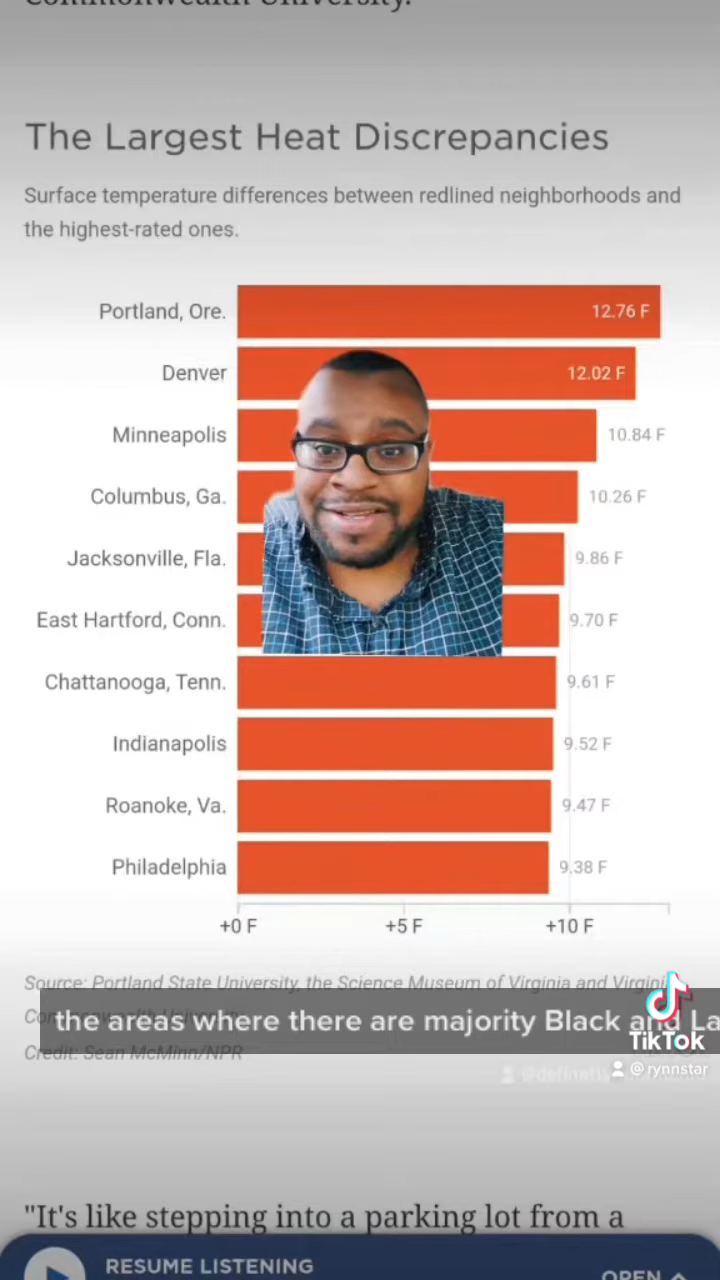 Commonwealth University.
The Largest Heat Discrepancies
Surface temperature differences between redlined neighborhoods and
the highest-rated ones.
Portland, Ore. 12.76 F
Denver 12.02 F
Minneapolis 10.84 F
Columbus, Ga. 10.26 F
Jacksonville, Fla. 9.86 F
East Hartford, Conn. 9.70 F
Chattanooga, Tenn. 9.61 F
Indianapolis 9.52 F
Roanoke, Va. 9.47 F
Philadelphia 9.38 F
+0 F +5 F +10 F
Source: Portland State University, the Science Museum of Virginia and
Commonwealth University
the areas where there are majority Black and La
TikTok
Credit: Sean McMinn/NPR
@rynnstar
"It's like stepping into a parking lot from a
RESUME LISTENING
OPEN